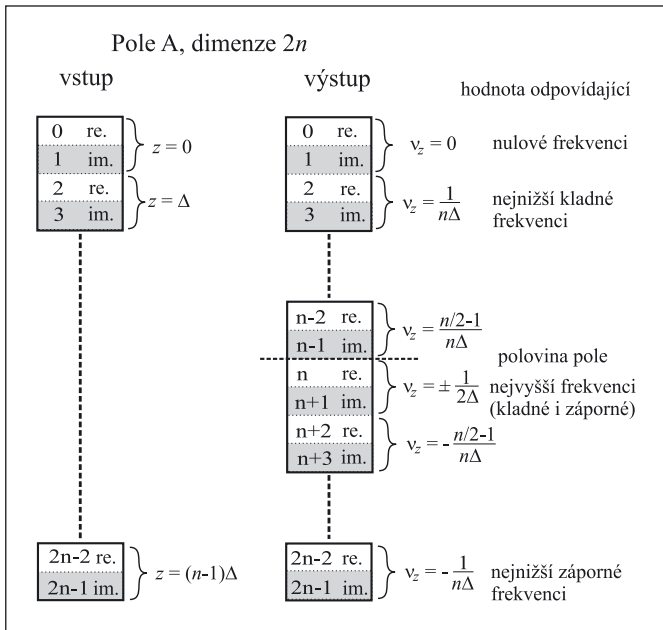 Pole A, dimenze 2n
vstup
výstup
hodnota odpovídající
0 re.
1 im.
z = 0
2 re.
3 im.
z = Δ
2n-2 re.
2n-1 im.
z = (n-1)Δ
0 re.
1 im.
ν_z = 0
nulové frekvenci
2 re.
3 im.
ν_z = 1/nΔ
nejnižší kladné
frekvenci
n-2 re.
n-1 im.
ν_z = n/2-1/nΔ
polovina pole
n re.
n+1 im.
ν_z = ± 1/2Δ
nejvyšší frekvenci
(kladné i záporné)
n+2 re.
n+3 im.
ν_z = - n/2-1/nΔ
2n-2 re.
2n-1 im.
ν_z = - 1/nΔ
nejnižší záporné
frekvenci